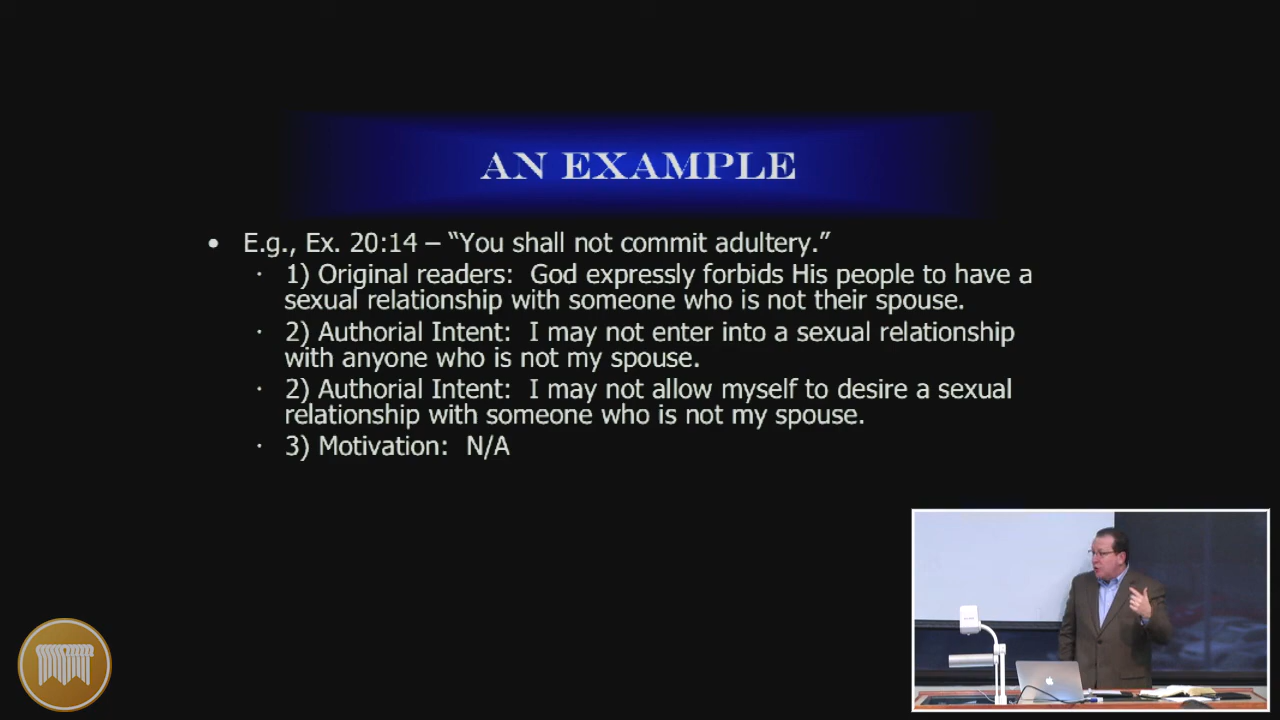 AN EXAMPLE
• E.g., Ex. 20:14 – “You shall not commit adultery.”
· 1) Original readers: God expressly forbids His people to have a
sexual relationship with someone who is not their spouse.
· 2) Authorial Intent: I may not enter into a sexual relationship
with anyone who is not my spouse.
· 2) Authorial Intent: I may not allow myself to desire a sexual
relationship with someone who is not my spouse.
· 3) Motivation: N/A